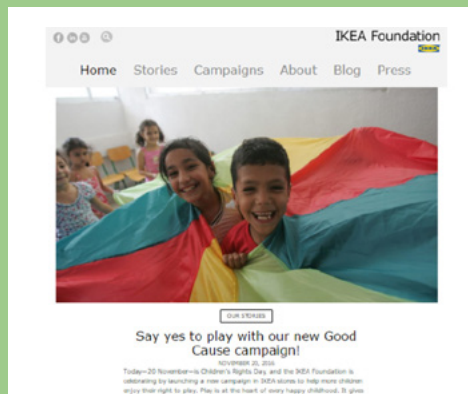 IKEA Foundation
IKEA
Home Stories Campaigns About Blog Press
OUR STORIES
Say yes to play with our new Good
Cause campaign!
NOVEMBER 20, 2016
Today—20 November—is Children's Rights Day, and the IKEA Foundation is
celebrating by launching a new campaign in IKEA stores to help more children
enjoy their right to play. Play is at the heart of every happy childhood. It gives